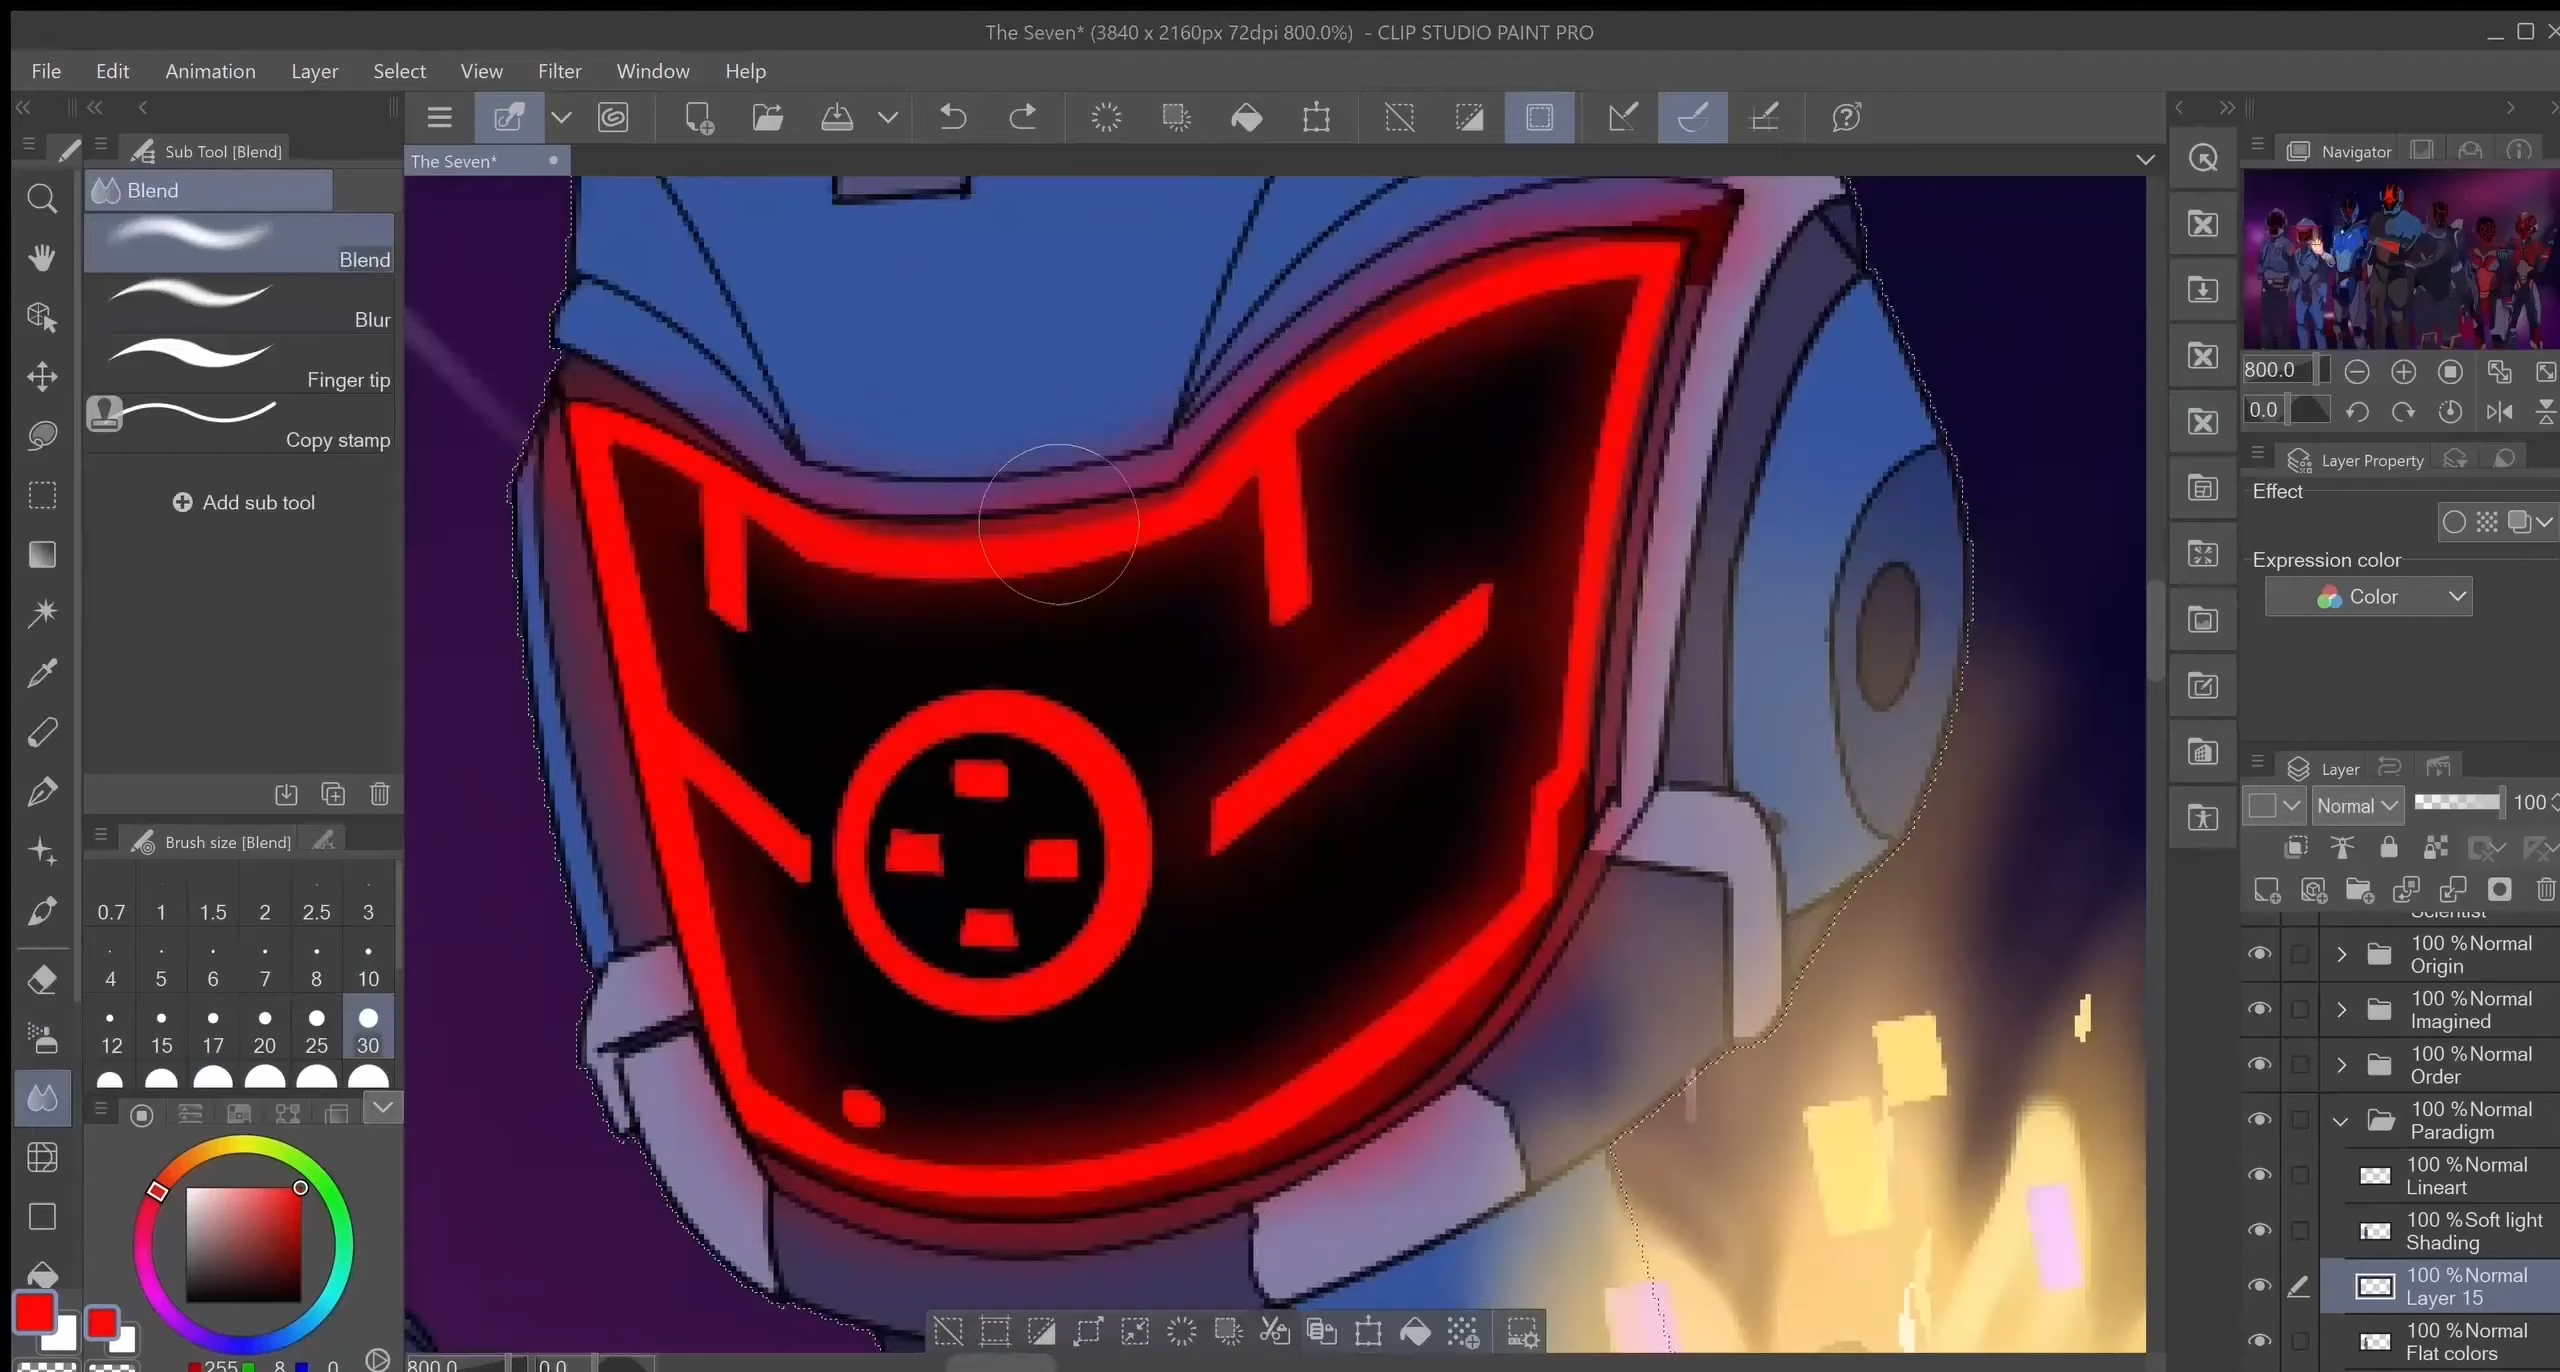 The Seven* (3840 x 2160px 72dpi 800.0%) - CLIP STUDIO PAINT PRO
File Edit Animation Layer Select View Filter Window Help
Sub Tool [Blend]
The Seven*
Navigator
Blend
Blend
Blur
Finger tip
Copy stamp
Add sub tool
800.0
0.0
Layer Property
Effect
Expression color
Color
Layer
Normal 100
Brush size [Blend]
0.7 1 1.5 2 2.5 3
4 5 6 7 8 10
12 15 17 20 25 30
Scientist
100 %Normal
Origin
100 %Normal
Imagined
100 %Normal
Order
100 %Normal
Paradigm
100 %Normal
Lineart
100 %Soft light
Shading
100 %Normal
Layer 15
100 %Normal
Flat colors
255 8 0
800.0 0.0